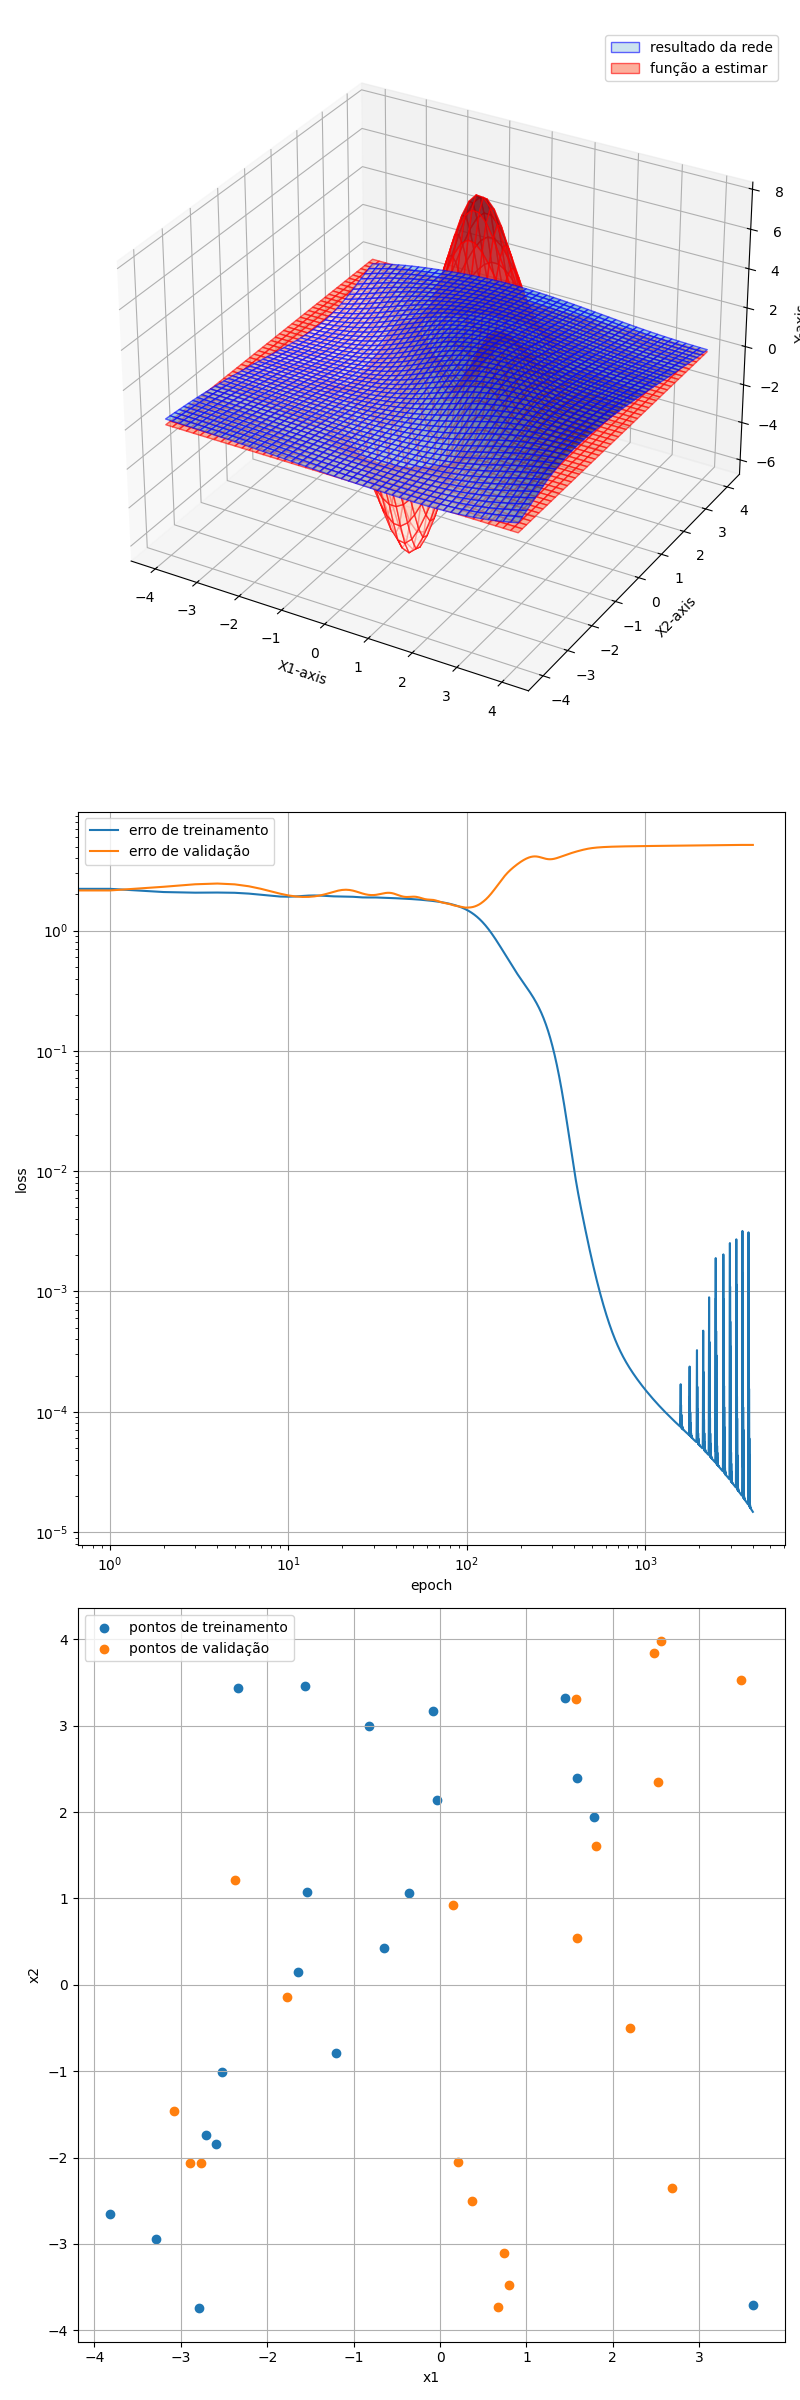 resultado da rede
função a estimar
8
6
4
2
0
−2
−4
−6
−4
−3
−2
−1
0
1
2
3
4
X1-axis
−4
−3
−2
−1
0
1
2
3
4
X2-axis
erro de treinamento
erro de validação
10^0
10^-1
10^-2
10^-3
10^-4
10^-5
loss
10^0 10^1 10^2 10^3
epoch
pontos de treinamento
pontos de validação
4
3
2
1
0
−1
−2
−3
−4
x2
−4 −3 −2 −1 0 1 2 3
x1